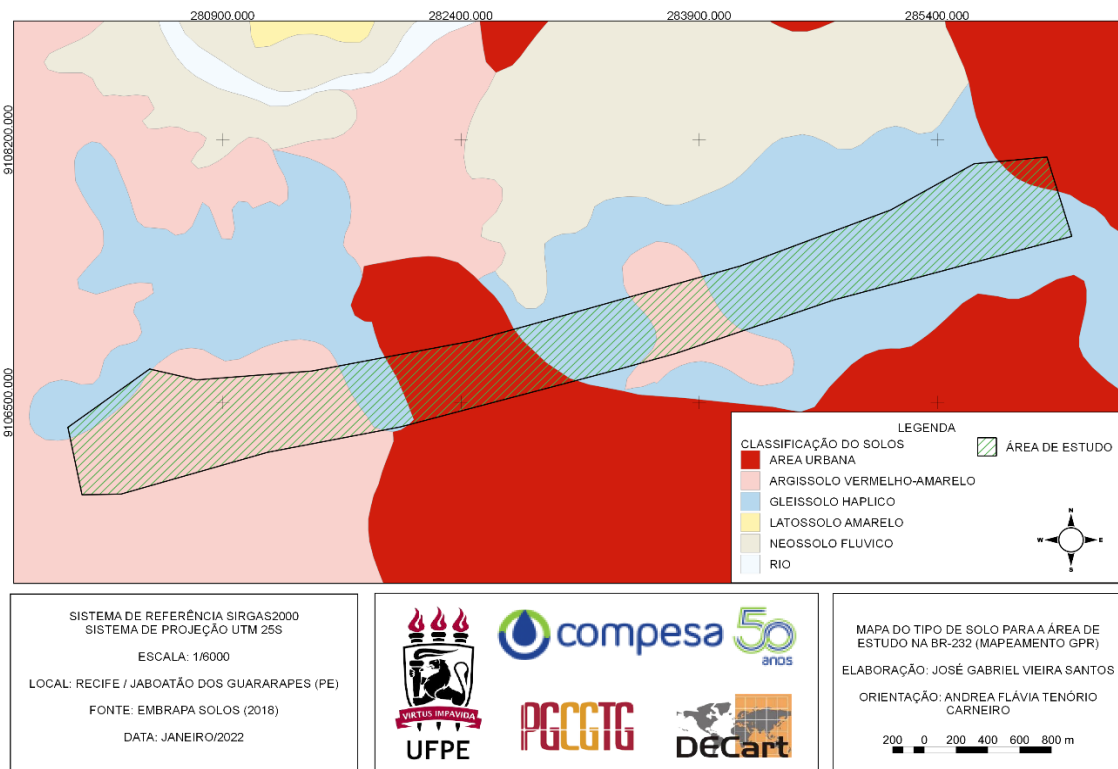 280900.000
282400.000
283900.000
285400.000
9108200.000
9106500.000
LEGENDA
CLASSIFICAÇÃO DO SOLOS
AREA URBANA
ARGISSOLO VERMELHO-AMARELO
GLEISSOLO HAPLICO
LATOSSOLO AMARELO
NEOSSOLO FLUVICO
RIO
ÁREA DE ESTUDO
N
W
E
S
SISTEMA DE REFERÊNCIA SIRGAS2000
SISTEMA DE PROJEÇÃO UTM 25S
ESCALA: 1/6000
LOCAL: RECIFE / JABOATÃO DOS GUARARAPES (PE)
FONTE: EMBRAPA SOLOS (2018)
DATA: JANEIRO/2022
VIRTUS IMPAVIDA
UFPE
compesa
50
anos
PGCGTG
DECart
MAPA DO TIPO DE SOLO PARA A ÁREA DE
ESTUDO NA BR-232 (MAPEAMENTO GPR)
ELABORAÇÃO: JOSÉ GABRIEL VIEIRA SANTOS
ORIENTAÇÃO: ANDREA FLÁVIA TENÓRIO
CARNEIRO
200 0 200 400 600 800 m